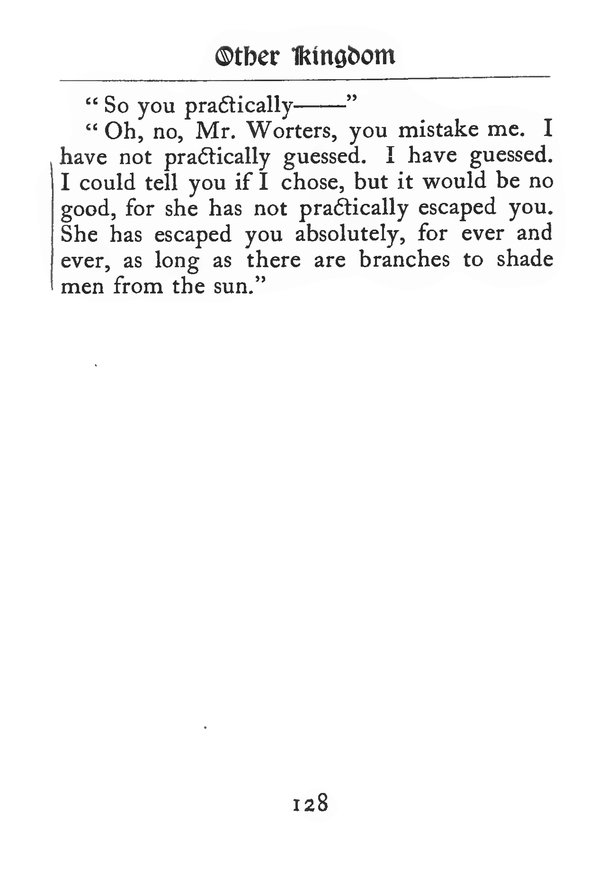 Other Kingdom
“ So you practically——”
“ Oh, no, Mr. Worters, you mistake me. I
have not practically guessed. I have guessed.
I could tell you if I chose, but it would be no
good, for she has not practically escaped you.
She has escaped you absolutely, for ever and
ever, as long as there are branches to shade
men from the sun.”
128